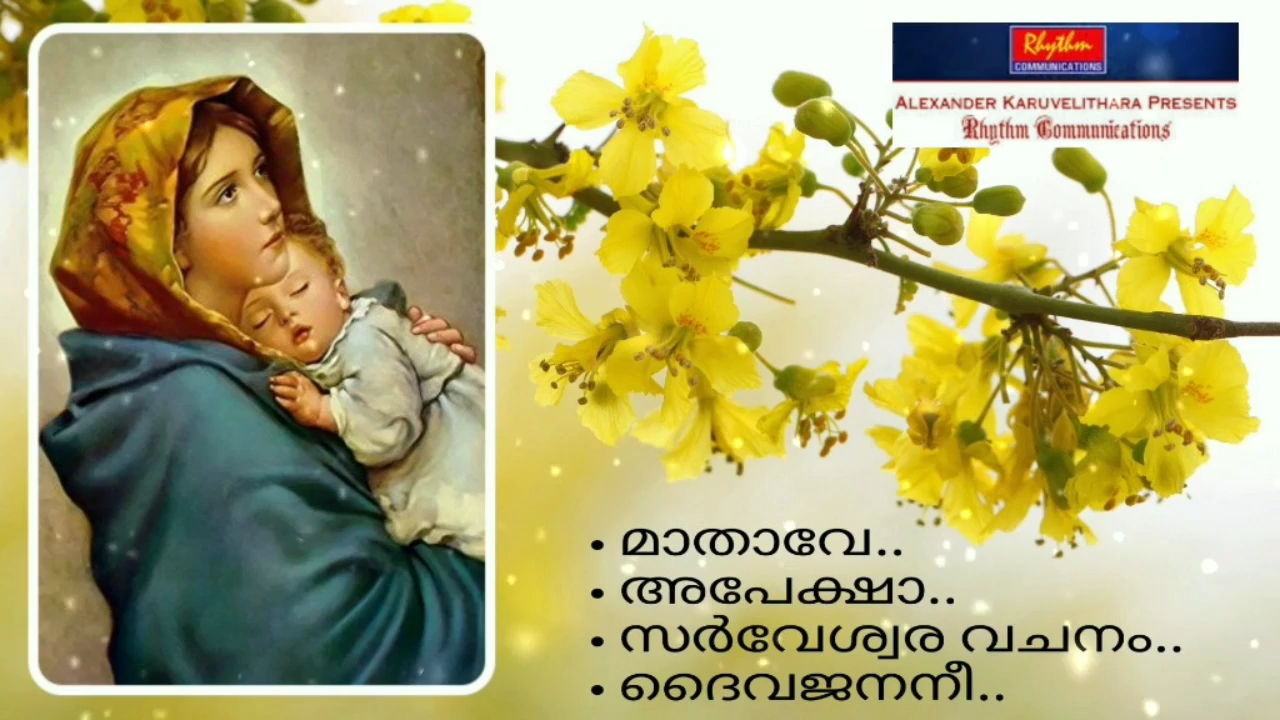 Rhythm
COMMUNICATIONS
ALEXANDER KARUVELITHARA PRESENTS
Rhythm Communications
• മാതാവേ..
• അപേക്ഷാ..
• സർവേശ്വര വചനം..
• ദൈവജനനീ..